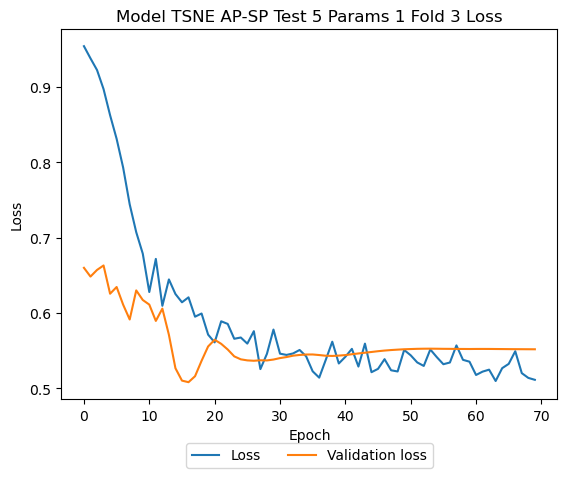 Model TSNE AP-SP Test 5 Params 1 Fold 3 Loss
0.9
0.8
0.7
0.6
0.5
Loss
0 10 20 30 40 50 60 70
Epoch
Loss Validation loss